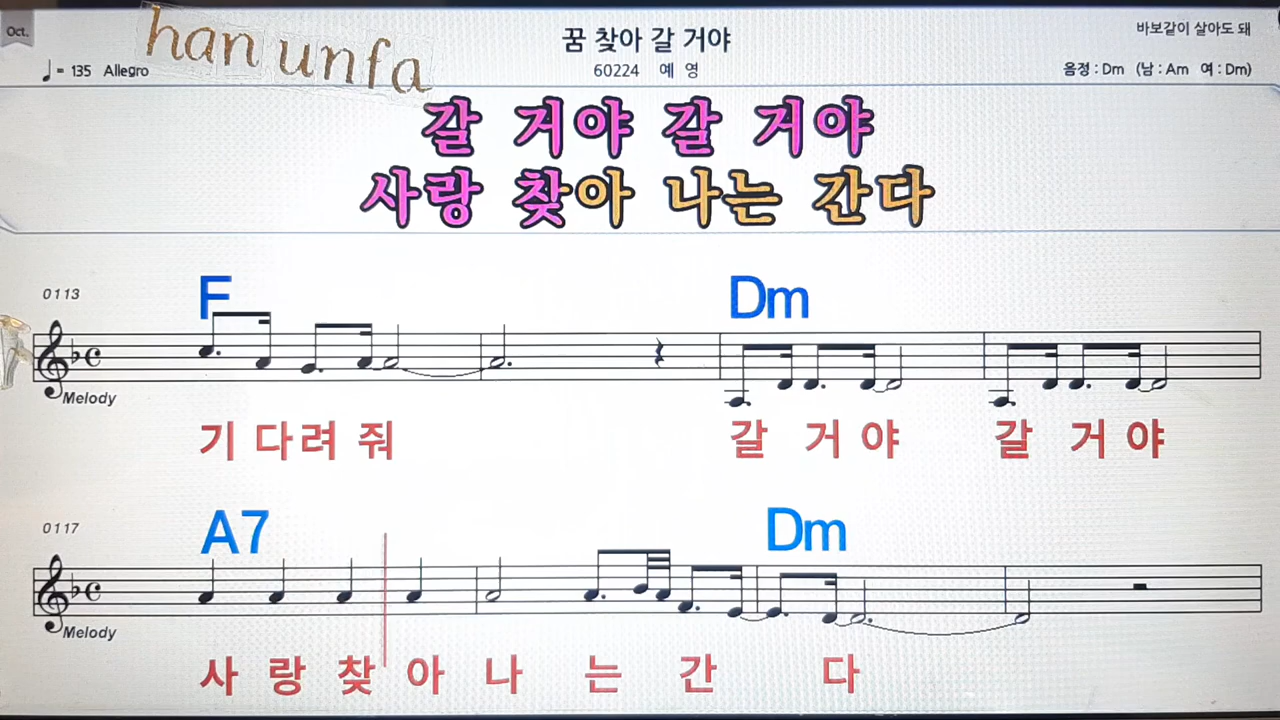 Oct.
han unfa
꿈 찾아 갈 거야
바보같이 살아도 돼
♩= 135 Allegro
60224 예 영
음정 : Dm (남 : Am 여 : Dm)
갈 거야 갈 거야
사랑 찾아 나는 간다
0113
F Dm
Melody
기 다 려 줘 갈 거 야 갈 거 야
0117
A7 Dm
Melody
사 랑 찾 아 나 는 간 다